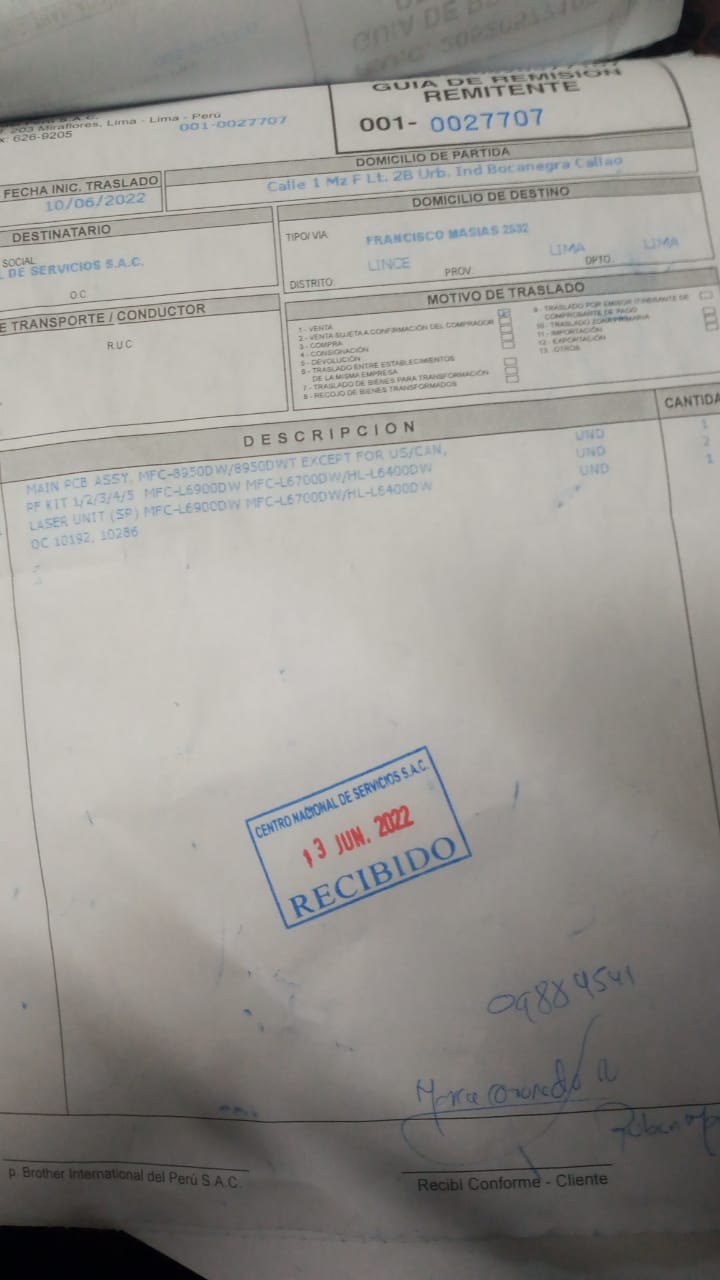 GUIA DE REMISIÓN
REMITENTE
001- 0027707
203 Miraflores, Lima - Lima - Perú
626-9205
001-0027707
FECHA INIC. TRASLADO
10/06/2022
DOMICILIO DE PARTIDA
Calle 1 Mz F Lt. 2B Urb. Ind Bocanegra Callao
DESTINATARIO
SOCIAL:
DE SERVICIOS S.A.C.
O.C.
DOMICILIO DE DESTINO
TIPO/ VIA
FRANCISCO MASIAS 2532
LINCE LIMA LIMA
DISTRITO: PROV. DPTO.
E TRANSPORTE / CONDUCTOR
R.U.C
MOTIVO DE TRASLADO
1 - VENTA
2 - VENTA SUJETA A CONFIRMACIÓN DEL COMPRADOR
3 - COMPRA
4 - CONSIGNACIÓN
5 - DEVOLUCIÓN
6 - TRASLADO ENTRE ESTABLECIMIENTOS
DE LA MISMA EMPRESA
7 - TRASLADO DE BIENES PARA TRANSFORMACIÓN
8 - RECOJO DE BIENES TRANSFORMADOS
9 - TRASLADO POR EMISOR ITINERANTE DE
COMPROBANTE DE PAGO
10 - TRASLADO ZONA PRIMARIA
11 - IMPORTACIÓN
12 - EXPORTACIÓN
13 - OTROS
DESCRIPCION CANTIDA
MAIN PCB ASSY, MFC-8950DW/8950DWT EXCEPT FOR US/CAN, UND 1
PF KIT 1/2/3/4/5 MFC-L6900DW MFC-L6700DW/HL-L6400DW UND 2
LASER UNIT (SP) MFC-L6900DW MFC-L6700DW/HL-L6400DW UND 1
OC 10192, 10286
CENTRO NACIONAL DE SERVICIOS S.A.C.
13 JUN. 2022
RECIBIDO
09884541
p. Brother International del Perú S.A.C.
Recibí Conforme - Cliente